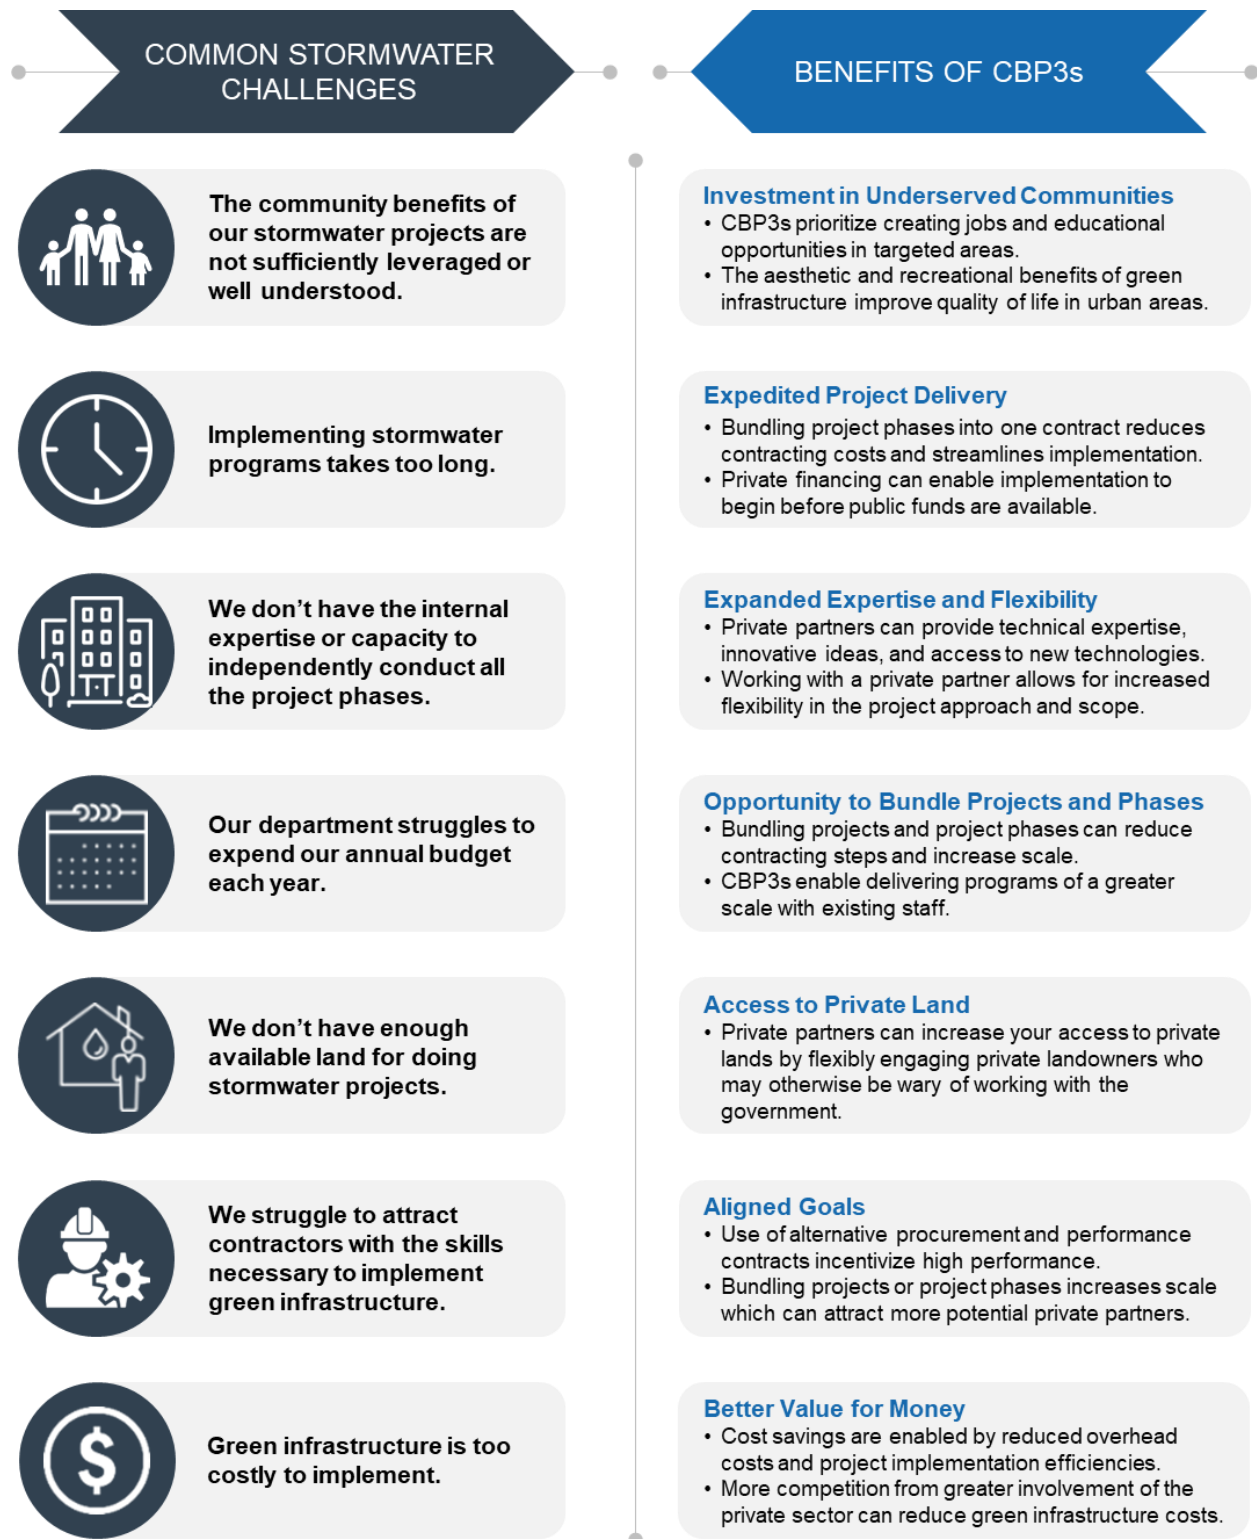 COMMON STORMWATER
CHALLENGES
BENEFITS OF CBP3s
The community benefits of
our stormwater projects are
not sufficiently leveraged or
well understood.
Investment in Underserved Communities
• CBP3s prioritize creating jobs and educational
opportunities in targeted areas.
• The aesthetic and recreational benefits of green
infrastructure improve quality of life in urban areas.
Implementing stormwater
programs takes too long.
Expedited Project Delivery
• Bundling project phases into one contract reduces
contracting costs and streamlines implementation.
• Private financing can enable implementation to
begin before public funds are available.
We don’t have the internal
expertise or capacity to
independently conduct all
the project phases.
Expanded Expertise and Flexibility
• Private partners can provide technical expertise,
innovative ideas, and access to new technologies.
• Working with a private partner allows for increased
flexibility in the project approach and scope.
Our department struggles to
expend our annual budget
each year.
Opportunity to Bundle Projects and Phases
• Bundling projects and project phases can reduce
contracting steps and increase scale.
• CBP3s enable delivering programs of a greater
scale with existing staff.
We don’t have enough
available land for doing
stormwater projects.
Access to Private Land
• Private partners can increase your access to private
lands by flexibly engaging private landowners who
may otherwise be wary of working with the
government.
We struggle to attract
contractors with the skills
necessary to implement
green infrastructure.
Aligned Goals
• Use of alternative procurement and performance
contracts incentivize high performance.
• Bundling projects or project phases increases scale
which can attract more potential private partners.
$
Green infrastructure is too
costly to implement.
Better Value for Money
• Cost savings are enabled by reduced overhead
costs and project implementation efficiencies.
• More competition from greater involvement of the
private sector can reduce green infrastructure costs.